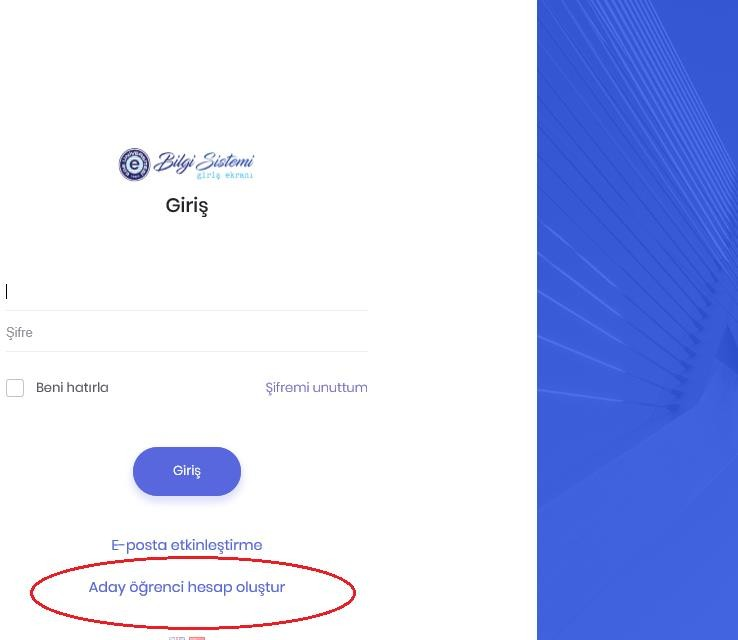 Bilgi Sistemi
giriş ekranı
Giriş
Şifre
Beni hatırla
Şifremi unuttum
Giriş
E-posta etkinleştirme
Aday öğrenci hesap oluştur